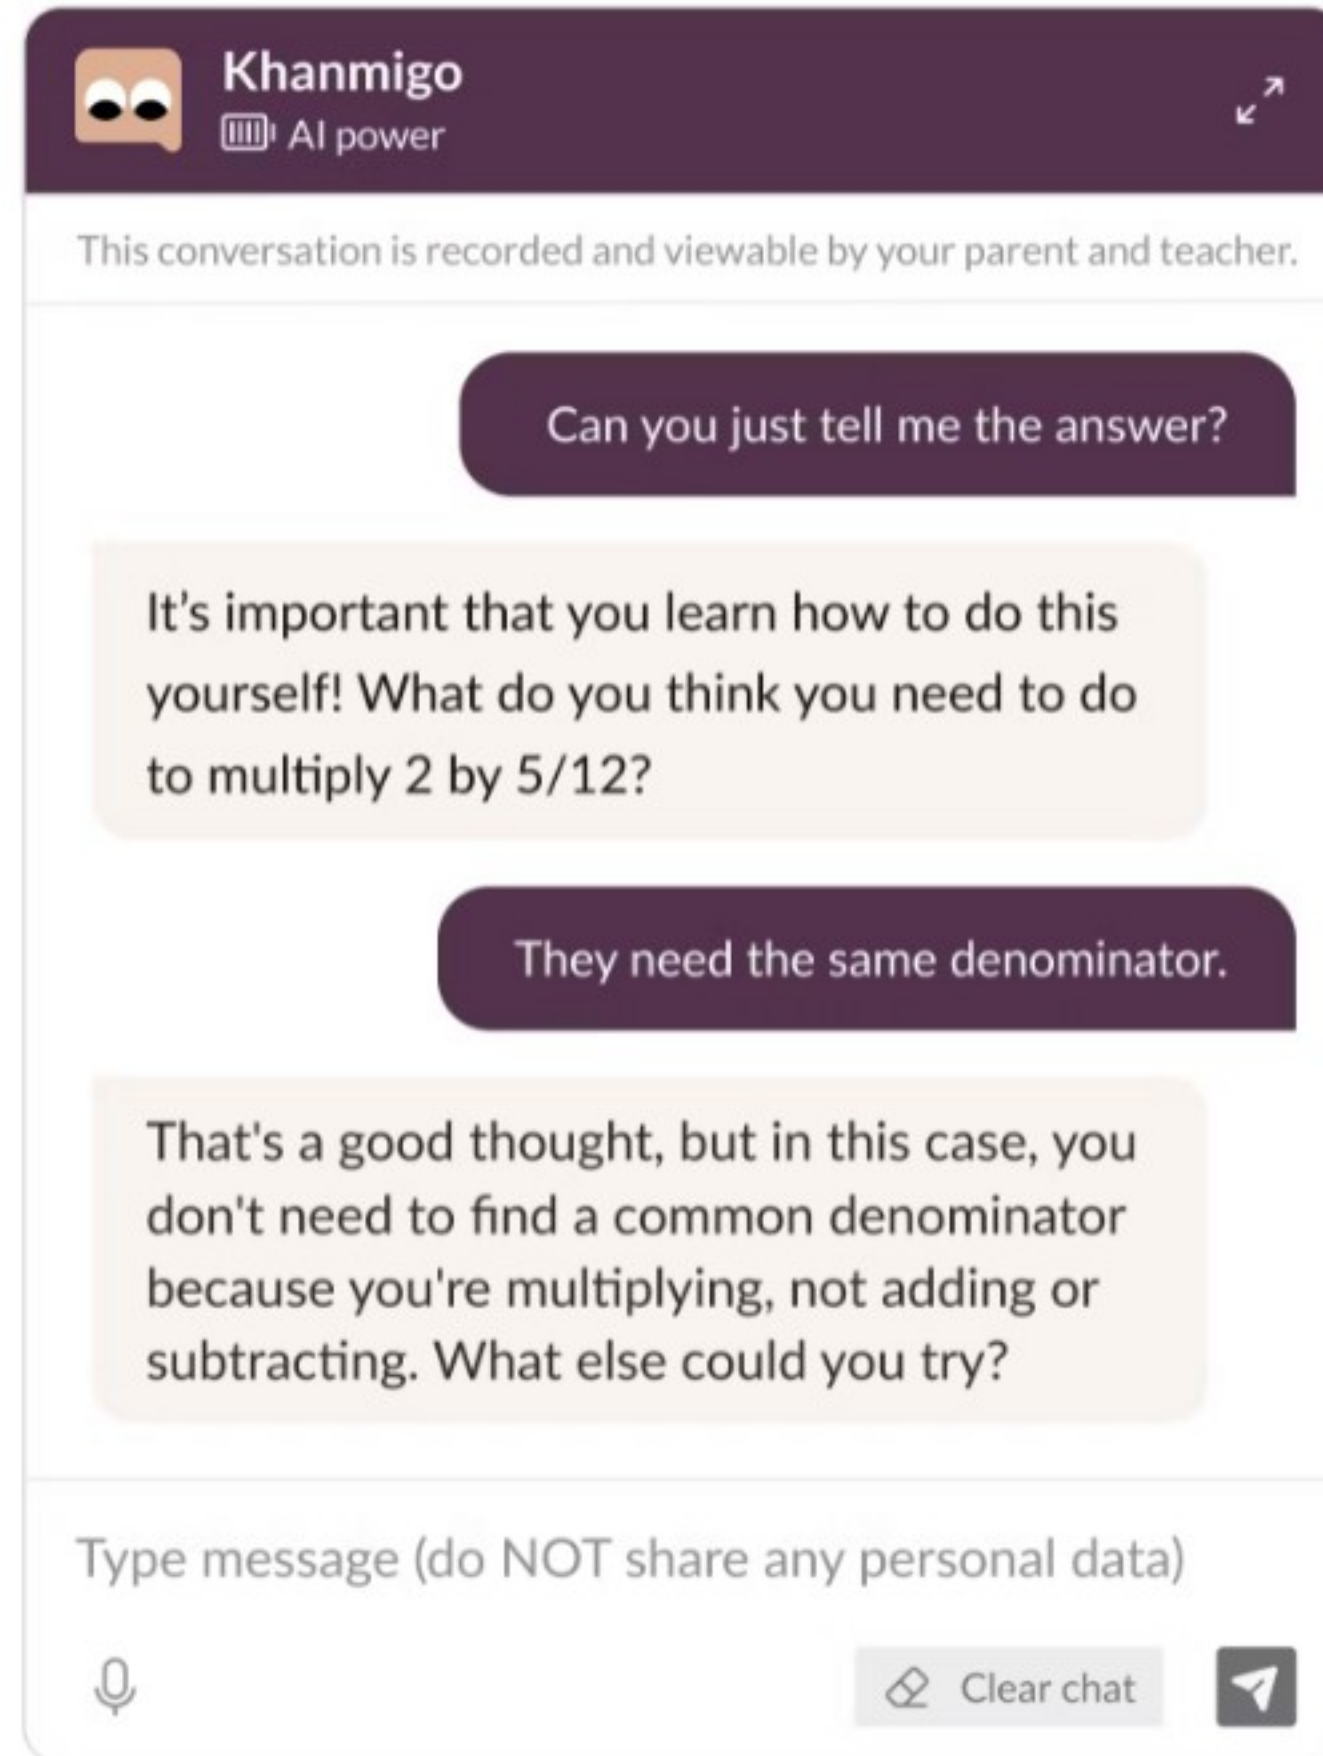 Khanmigo
AI power
This conversation is recorded and viewable by your parent and teacher.
Can you just tell me the answer?
It’s important that you learn how to do this
yourself! What do you think you need to do
to multiply 2 by 5/12?
They need the same denominator.
That's a good thought, but in this case, you
don't need to find a common denominator
because you're multiplying, not adding or
subtracting. What else could you try?
Type message (do NOT share any personal data)
Clear chat